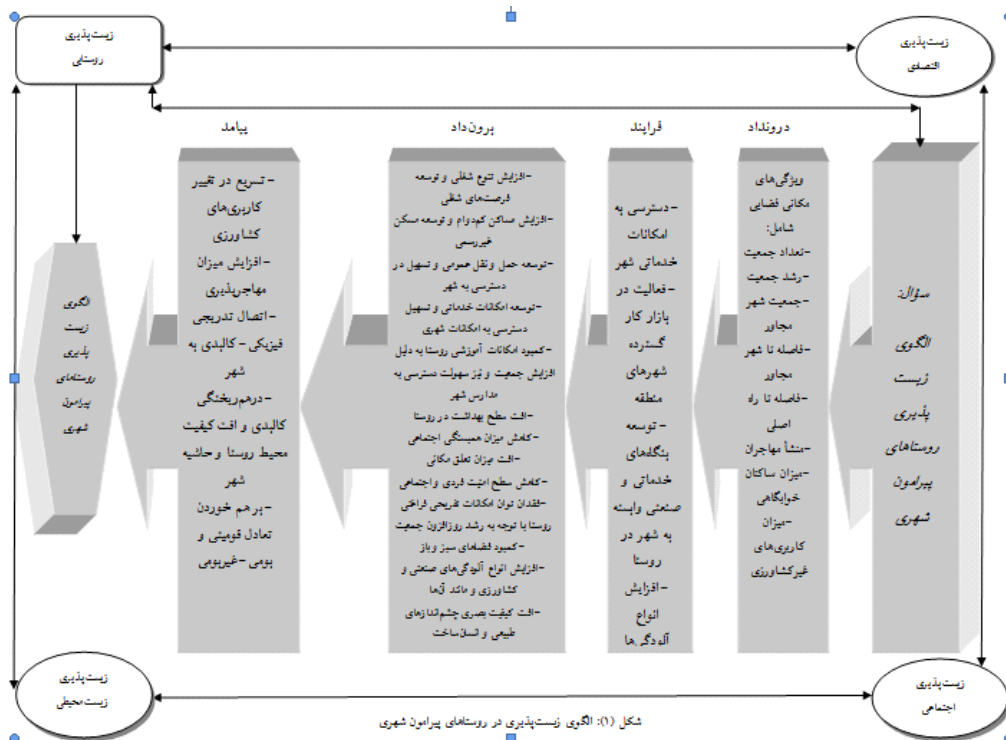 زیست‌پذیری
اقتصادی
زیست‌پذیری
روستایی
درونداد
فرایند
برون‌داد
پیامد
سؤال:
الگوی
زیست
پذیری
روستاهای
پیرامون
شهری
ویژگی‌های
مکانی فضایی
شامل:
-تعداد جمعیت
-رشد جمعیت
-جمعیت شهر
مجاور
-فاصله تا شهر
مجاور
-فاصله تا راه
اصلی
-منشأ مهاجران
-میزان ساکنان
خوابگاهی
-میزان
کاربری‌های
غیرکشاورزی
-دسترسی به
امکانات
خدماتی شهر
-فعالیت در
بازار کار
گسترده
شهرهای
منطقه
-توسعه
بنگاه‌های
خدماتی و
صنعتی وابسته
به شهر در
روستا
-افزایش
انواع
آلودگی‌ها
-افزایش تنوع شغلی و توسعه
فرصت‌های شغلی
-افزایش مساکن کم‌دوام و توسعه مسکن
غیررسمی
-توسعه حمل و نقل عمومی و تسهیل در
دسترسی به شهر
-توسعه امکانات خدماتی و تسهیل
دسترسی به امکانات شهری
-کمبود امکانات آموزشی روستا به دلیل
افزایش جمعیت و نیز سهولت دسترسی به
مدارس شهر
-افت سطح بهداشت در روستا
-کاهش میزان همبستگی اجتماعی
-افت میزان تعلق مکانی
-کاهش سطح امنیت فردی و اجتماعی
-فقدان توان امکانات تفریحی فراغتی
روستا با توجه به رشد روزافزون جمعیت
-کمبود فضاهای سبز و باز
-افزایش انواع آلودگی‌های صنعتی و
کشاورزی و مانند آن‌ها
-افت کیفیت بصری چشم‌اندازهای
طبیعی و انسان‌ساخت
-تسریع در تغییر
کاربری‌های
کشاورزی
-افزایش میزان
مهاجرپذیری
-اتصال تدریجی
فیزیکی-کالبدی به
شهر
-درهم‌ریختگی
کالبدی و افت کیفیت
محیط روستا و حاشیه
شهر
-بر هم خوردن
تعادل قومیتی و
بومی-غیربومی
الگوی
زیست
پذیری
روستاهای
پیرامون
شهری
زیست‌پذیری
اجتماعی
زیست‌پذیری
زیست‌محیطی
شکل (۱): الگوی زیست‌پذیری در روستاهای پیرامون شهری